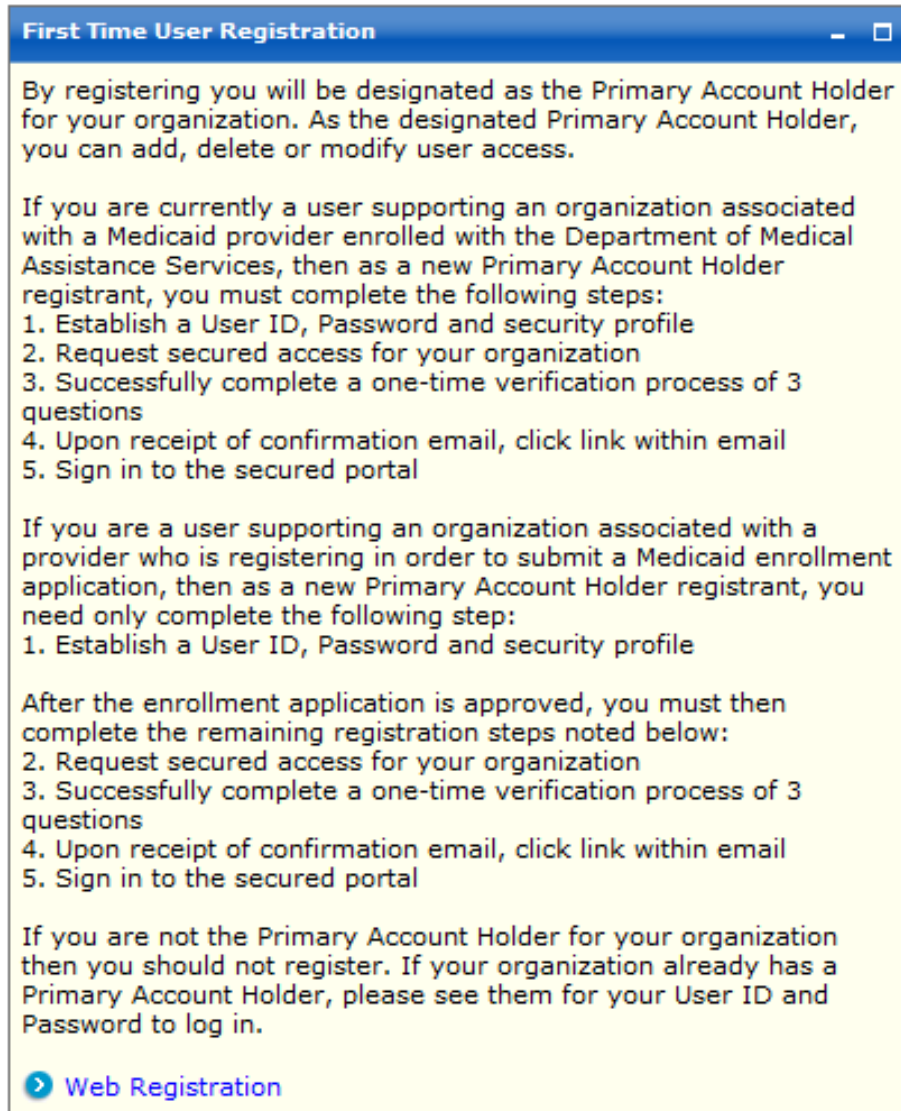 First Time User Registration
By registering you will be designated as the Primary Account Holder
for your organization. As the designated Primary Account Holder,
you can add, delete or modify user access.
If you are currently a user supporting an organization associated
with a Medicaid provider enrolled with the Department of Medical
Assistance Services, then as a new Primary Account Holder
registrant, you must complete the following steps:
1. Establish a User ID, Password and security profile
2. Request secured access for your organization
3. Successfully complete a one-time verification process of 3
questions
4. Upon receipt of confirmation email, click link within email
5. Sign in to the secured portal
If you are a user supporting an organization associated with a
provider who is registering in order to submit a Medicaid enrollment
application, then as a new Primary Account Holder registrant, you
need only complete the following step:
1. Establish a User ID, Password and security profile
After the enrollment application is approved, you must then
complete the remaining registration steps noted below:
2. Request secured access for your organization
3. Successfully complete a one-time verification process of 3
questions
4. Upon receipt of confirmation email, click link within email
5. Sign in to the secured portal
If you are not the Primary Account Holder for your organization
then you should not register. If your organization already has a
Primary Account Holder, please see them for your User ID and
Password to log in.
Web Registration